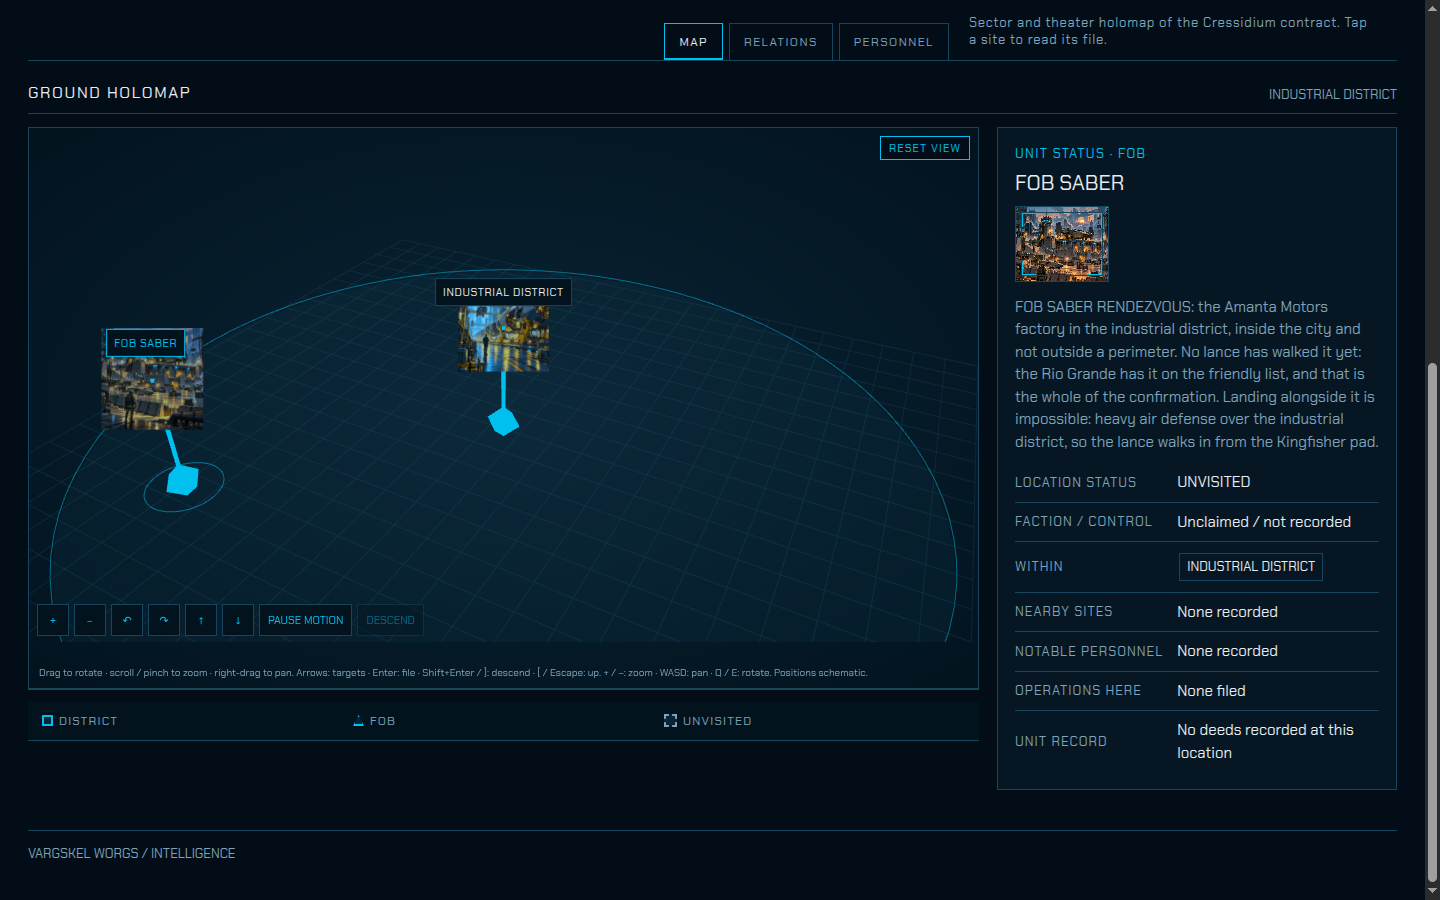 MAP
RELATIONS
PERSONNEL
Sector and theater holomap of the Cressidium contract. Tap
a site to read its file.
GROUND HOLOMAP
INDUSTRIAL DISTRICT
RESET VIEW
INDUSTRIAL DISTRICT
FOB SABER
+
−
↶
↷
↑
↓
PAUSE MOTION
DESCEND
Drag to rotate · scroll / pinch to zoom · right-drag to pan. Arrows: targets · Enter: file · Shift+Enter / ]: descend · [ / Escape: up. + / −: zoom · WASD: pan · Q / E: rotate. Positions schematic.
DISTRICT
FOB
UNVISITED
UNIT STATUS · FOB
FOB SABER
FOB SABER RENDEZVOUS: the Amanta Motors
factory in the industrial district, inside the city and
not outside a perimeter. No lance has walked it yet:
the Rio Grande has it on the friendly list, and that is
the whole of the confirmation. Landing alongside it is
impossible: heavy air defense over the industrial
district, so the lance walks in from the Kingfisher pad.
LOCATION STATUS UNVISITED
FACTION / CONTROL Unclaimed / not recorded
WITHIN INDUSTRIAL DISTRICT
NEARBY SITES None recorded
NOTABLE PERSONNEL None recorded
OPERATIONS HERE None filed
UNIT RECORD No deeds recorded at this
location
VARGSKEL WORGS / INTELLIGENCE